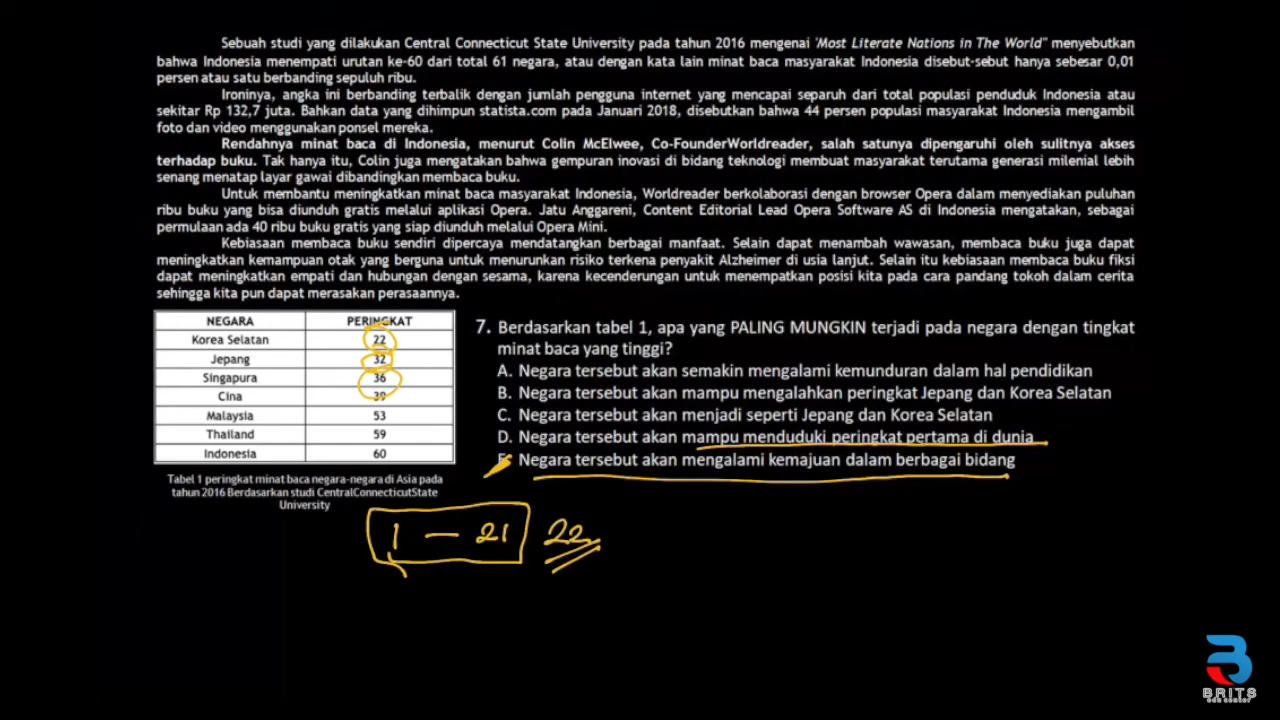 Sebuah studi yang dilakukan Central Connecticut State University pada tahun 2016 mengenai 'Most Literate Nations in The World" menyebutkan
bahwa Indonesia menempati urutan ke-60 dari total 61 negara, atau dengan kata lain minat baca masyarakat Indonesia disebut-sebut hanya sebesar 0,01
persen atau satu berbanding sepuluh ribu.
Ironinya, angka ini berbanding terbalik dengan jumlah pengguna internet yang mencapai separuh dari total populasi penduduk Indonesia atau
sekitar Rp 132,7 juta. Bahkan data yang dihimpun statista.com pada Januari 2018, disebutkan bahwa 44 persen populasi masyarakat Indonesia mengambil
foto dan video menggunakan ponsel mereka.
Rendahnya minat baca di Indonesia, menurut Colin McElwee, Co-FounderWorldreader, salah satunya dipengaruhi oleh sulitnya akses
terhadap buku. Tak hanya itu, Colin juga mengatakan bahwa gempuran inovasi di bidang teknologi membuat masyarakat terutama generasi milenial lebih
senang menatap layar gawai dibandingkan membaca buku.
Untuk membantu meningkatkan minat baca masyarakat Indonesia, Worldreader berkolaborasi dengan browser Opera dalam menyediakan puluhan
ribu buku yang bisa diunduh gratis melalui aplikasi Opera. Jatu Anggareni, Content Editorial Lead Opera Software AS di Indonesia mengatakan, sebagai
permulaan ada 40 ribu buku gratis yang siap diunduh melalui Opera Mini.
Kebiasaan membaca buku sendiri dipercaya mendatangkan berbagai manfaat. Selain dapat menambah wawasan, membaca buku juga dapat
meningkatkan kemampuan otak yang berguna untuk menurunkan risiko terkena penyakit Alzheimer di usia lanjut. Selain itu kebiasaan membaca buku fiksi
dapat meningkatkan empati dan hubungan dengan sesama, karena kecenderungan untuk menempatkan posisi kita pada cara pandang tokoh dalam cerita
sehingga kita pun dapat merasakan perasaannya.
NEGARA PERINGKAT
Korea Selatan 22
Jepang 32
Singapura 36
Cina 39
Malaysia 53
Thailand 59
Indonesia 60
Tabel 1 peringkat minat baca negara-negara di Asia pada
tahun 2016 Berdasarkan studi CentralConnecticutState
University
7. Berdasarkan tabel 1, apa yang PALING MUNGKIN terjadi pada negara dengan tingkat
minat baca yang tinggi?
A. Negara tersebut akan semakin mengalami kemunduran dalam hal pendidikan
B. Negara tersebut akan mampu mengalahkan peringkat Jepang dan Korea Selatan
C. Negara tersebut akan menjadi seperti Jepang dan Korea Selatan
D. Negara tersebut akan mampu menduduki peringkat pertama di dunia
E. Negara tersebut akan mengalami kemajuan dalam berbagai bidang
1 — 21 22
BRITS
edu center